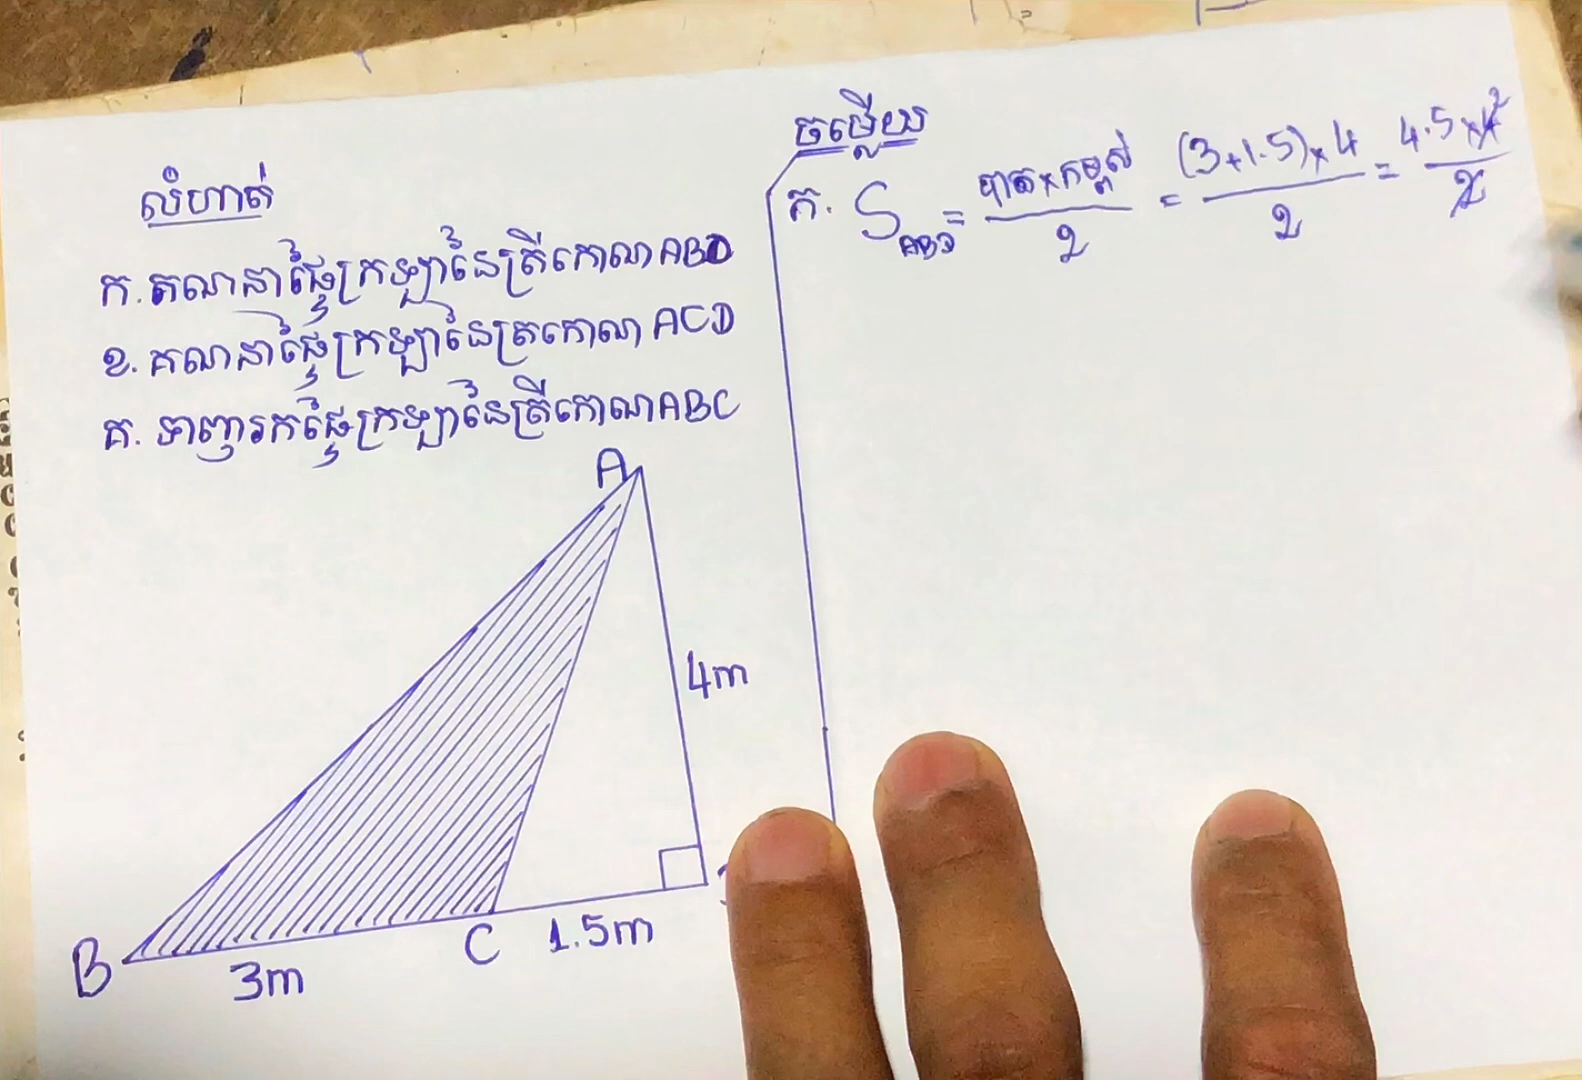 លំហាត់
ក. គណនាផ្ទៃក្រឡានៃត្រីកោណ ABD
ខ. គណនាផ្ទៃក្រឡានៃត្រកោណ ACD
គ. ទាញរកផ្ទៃក្រឡានៃត្រីកោណ ABC
A
4m
B
3m
C
1.5m
ចម្លើយ
ក. S ABD = បាត×កម្ពស់/2 = (3+1.5)×4/2 = 4.5×4 2/2